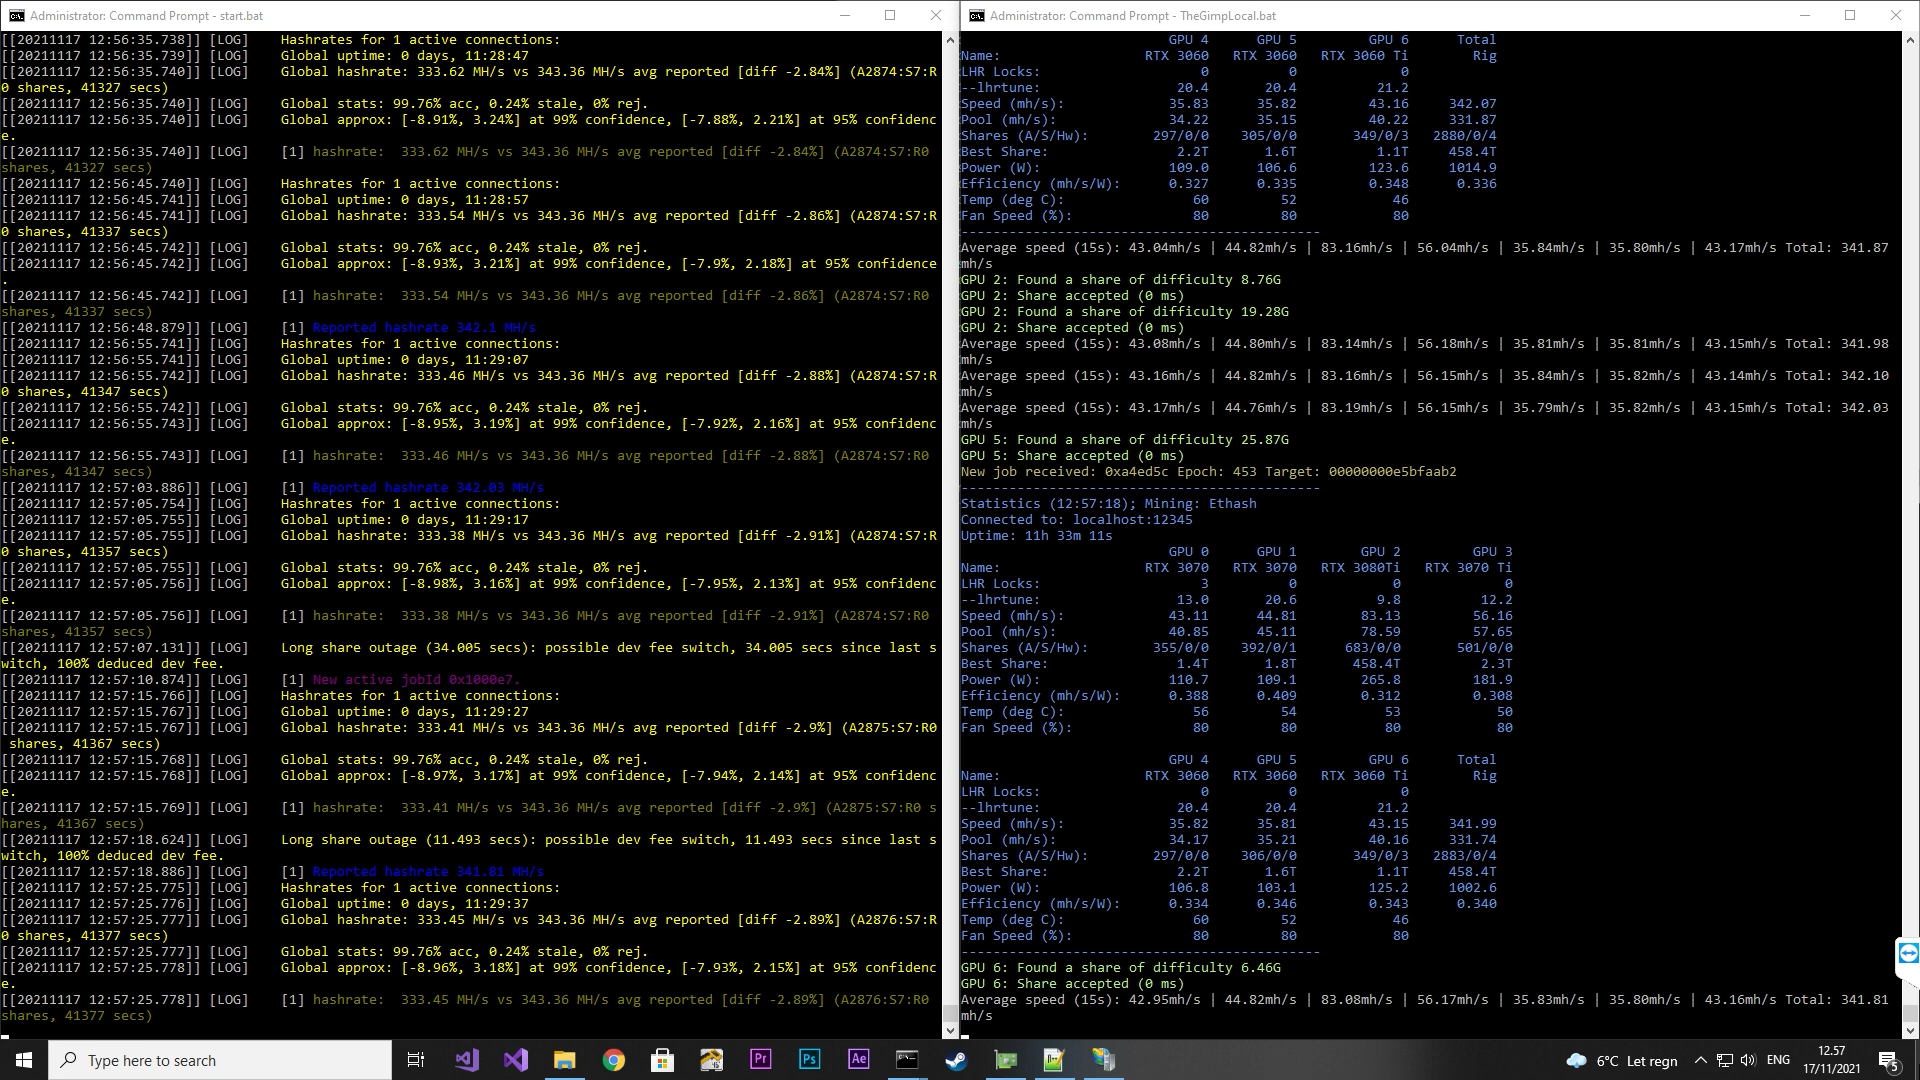 Administrator: Command Prompt - start.bat
[[20211117 12:56:35.738]] [LOG]    Hashrates for 1 active connections:
[[20211117 12:56:35.739]] [LOG]    Global uptime: 0 days, 11:28:47
[[20211117 12:56:35.740]] [LOG]    Global hashrate: 333.62 MH/s vs 343.36 MH/s avg reported [diff -2.84%] (A2874:S7:R
0 shares, 41327 secs)
[[20211117 12:56:35.740]] [LOG]    Global stats: 99.76% acc, 0.24% stale, 0% rej.
[[20211117 12:56:35.740]] [LOG]    Global approx: [-8.91%, 3.24%] at 99% confidence, [-7.88%, 2.21%] at 95% confidenc
e.
[[20211117 12:56:35.740]] [LOG]    [1] hashrate:  333.62 MH/s vs 343.36 MH/s avg reported [diff -2.84%] (A2874:S7:R0
shares, 41327 secs)
[[20211117 12:56:45.740]] [LOG]    Hashrates for 1 active connections:
[[20211117 12:56:45.741]] [LOG]    Global uptime: 0 days, 11:28:57
[[20211117 12:56:45.741]] [LOG]    Global hashrate: 333.54 MH/s vs 343.36 MH/s avg reported [diff -2.86%] (A2874:S7:R
0 shares, 41337 secs)
[[20211117 12:56:45.742]] [LOG]    Global stats: 99.76% acc, 0.24% stale, 0% rej.
[[20211117 12:56:45.742]] [LOG]    Global approx: [-8.93%, 3.21%] at 99% confidence, [-7.9%, 2.18%] at 95% confidence
.
[[20211117 12:56:45.742]] [LOG]    [1] hashrate:  333.54 MH/s vs 343.36 MH/s avg reported [diff -2.86%] (A2874:S7:R0
shares, 41337 secs)
[[20211117 12:56:48.879]] [LOG]    [1] Reported hashrate 342.1 MH/s
[[20211117 12:56:55.741]] [LOG]    Hashrates for 1 active connections:
[[20211117 12:56:55.741]] [LOG]    Global uptime: 0 days, 11:29:07
[[20211117 12:56:55.742]] [LOG]    Global hashrate: 333.46 MH/s vs 343.36 MH/s avg reported [diff -2.88%] (A2874:S7:R
0 shares, 41347 secs)
[[20211117 12:56:55.742]] [LOG]    Global stats: 99.76% acc, 0.24% stale, 0% rej.
[[20211117 12:56:55.743]] [LOG]    Global approx: [-8.95%, 3.19%] at 99% confidence, [-7.92%, 2.16%] at 95% confidenc
e.
[[20211117 12:56:55.743]] [LOG]    [1] hashrate:  333.46 MH/s vs 343.36 MH/s avg reported [diff -2.88%] (A2874:S7:R0
shares, 41347 secs)
[[20211117 12:57:03.886]] [LOG]    [1] Reported hashrate 342.03 MH/s
[[20211117 12:57:05.754]] [LOG]    Hashrates for 1 active connections:
[[20211117 12:57:05.755]] [LOG]    Global uptime: 0 days, 11:29:17
[[20211117 12:57:05.755]] [LOG]    Global hashrate: 333.38 MH/s vs 343.36 MH/s avg reported [diff -2.91%] (A2874:S7:R
0 shares, 41357 secs)
[[20211117 12:57:05.755]] [LOG]    Global stats: 99.76% acc, 0.24% stale, 0% rej.
[[20211117 12:57:05.756]] [LOG]    Global approx: [-8.98%, 3.16%] at 99% confidence, [-7.95%, 2.13%] at 95% confidenc
e.
[[20211117 12:57:05.756]] [LOG]    [1] hashrate:  333.38 MH/s vs 343.36 MH/s avg reported [diff -2.91%] (A2874:S7:R0
shares, 41357 secs)
[[20211117 12:57:07.131]] [LOG]    Long share outage (34.005 secs): possible dev fee switch, 34.005 secs since last s
witch, 100% deduced dev fee.
[[20211117 12:57:10.874]] [LOG]    [1] New active jobId 0x1000e7.
[[20211117 12:57:15.766]] [LOG]    Hashrates for 1 active connections:
[[20211117 12:57:15.767]] [LOG]    Global uptime: 0 days, 11:29:27
[[20211117 12:57:15.767]] [LOG]    Global hashrate: 333.41 MH/s vs 343.36 MH/s avg reported [diff -2.9%] (A2875:S7:R0
shares, 41367 secs)
[[20211117 12:57:15.768]] [LOG]    Global stats: 99.76% acc, 0.24% stale, 0% rej.
[[20211117 12:57:15.768]] [LOG]    Global approx: [-8.97%, 3.17%] at 99% confidence, [-7.94%, 2.14%] at 95% confidenc
e.
[[20211117 12:57:15.769]] [LOG]    [1] hashrate:  333.41 MH/s vs 343.36 MH/s avg reported [diff -2.9%] (A2875:S7:R0 s
hares, 41367 secs)
[[20211117 12:57:18.624]] [LOG]    Long share outage (11.493 secs): possible dev fee switch, 11.493 secs since last s
witch, 100% deduced dev fee.
[[20211117 12:57:18.886]] [LOG]    [1] Reported hashrate 341.81 MH/s
[[20211117 12:57:25.775]] [LOG]    Hashrates for 1 active connections:
[[20211117 12:57:25.776]] [LOG]    Global uptime: 0 days, 11:29:37
[[20211117 12:57:25.777]] [LOG]    Global hashrate: 333.45 MH/s vs 343.36 MH/s avg reported [diff -2.89%] (A2876:S7:R
0 shares, 41377 secs)
[[20211117 12:57:25.777]] [LOG]    Global stats: 99.76% acc, 0.24% stale, 0% rej.
[[20211117 12:57:25.778]] [LOG]    Global approx: [-8.96%, 3.18%] at 99% confidence, [-7.93%, 2.15%] at 95% confidenc
e.
[[20211117 12:57:25.778]] [LOG]    [1] hashrate:  333.45 MH/s vs 343.36 MH/s avg reported [diff -2.89%] (A2876:S7:R0
shares, 41377 secs)
Administrator: Command Prompt - TheGimpLocal.bat
GPU 4 GPU 5 GPU 6 Total
Name: RTX 3060 RTX 3060 RTX 3060 Ti Rig
LHR Locks: 0 0 0
--lhrtune: 20.4 20.4 21.2
Speed (mh/s): 35.83 35.82 43.16 342.07
Pool (mh/s): 34.22 35.15 40.22 331.87
Shares (A/S/Hw): 297/0/0 305/0/0 349/0/3 2880/0/4
Best Share: 2.2T 1.6T 1.1T 458.4T
Power (W): 109.0 106.6 123.6 1014.9
Efficiency (mh/s/W): 0.327 0.335 0.348 0.336
Temp (deg C): 60 52 46
Fan Speed (%): 80 80 80
---------------------------------------------
Average speed (15s): 43.04mh/s | 44.82mh/s | 83.16mh/s | 56.04mh/s | 35.84mh/s | 35.80mh/s | 43.17mh/s Total: 341.87
mh/s
GPU 2: Found a share of difficulty 8.76G
GPU 2: Share accepted (0 ms)
GPU 2: Found a share of difficulty 19.28G
GPU 2: Share accepted (0 ms)
Average speed (15s): 43.08mh/s | 44.80mh/s | 83.14mh/s | 56.18mh/s | 35.81mh/s | 35.81mh/s | 43.15mh/s Total: 341.98
mh/s
Average speed (15s): 43.16mh/s | 44.82mh/s | 83.16mh/s | 56.15mh/s | 35.84mh/s | 35.82mh/s | 43.14mh/s Total: 342.10
mh/s
Average speed (15s): 43.17mh/s | 44.76mh/s | 83.19mh/s | 56.15mh/s | 35.79mh/s | 35.82mh/s | 43.15mh/s Total: 342.03
mh/s
GPU 5: Found a share of difficulty 25.87G
GPU 5: Share accepted (0 ms)
New job received: 0xa4ed5c Epoch: 453 Target: 00000000e5bfaab2
---------------------------------------------
Statistics (12:57:18); Mining: Ethash
Connected to: localhost:12345
Uptime: 11h 33m 11s
GPU 0 GPU 1 GPU 2 GPU 3
Name: RTX 3070 RTX 3070 RTX 3080Ti RTX 3070 Ti
LHR Locks: 3 0 0 0
--lhrtune: 13.0 20.6 9.8 12.2
Speed (mh/s): 43.11 44.81 83.13 56.16
Pool (mh/s): 40.85 45.11 78.59 57.65
Shares (A/S/Hw): 355/0/0 392/0/1 683/0/0 501/0/0
Best Share: 1.4T 1.8T 458.4T 2.3T
Power (W): 110.7 109.1 265.8 181.9
Efficiency (mh/s/W): 0.388 0.409 0.312 0.308
Temp (deg C): 56 54 53 50
Fan Speed (%): 80 80 80 80
GPU 4 GPU 5 GPU 6 Total
Name: RTX 3060 RTX 3060 RTX 3060 Ti Rig
LHR Locks: 0 0 0
--lhrtune: 20.4 20.4 21.2
Speed (mh/s): 35.82 35.81 43.15 341.99
Pool (mh/s): 34.17 35.21 40.16 331.74
Shares (A/S/Hw): 297/0/0 306/0/0 349/0/3 2883/0/4
Best Share: 2.2T 1.6T 1.1T 458.4T
Power (W): 106.8 103.1 125.2 1002.6
Efficiency (mh/s/W): 0.334 0.346 0.343 0.340
Temp (deg C): 60 52 46
Fan Speed (%): 80 80 80
---------------------------------------------
GPU 6: Found a share of difficulty 6.46G
GPU 6: Share accepted (0 ms)
Average speed (15s): 42.95mh/s | 44.82mh/s | 83.08mh/s | 56.17mh/s | 35.83mh/s | 35.80mh/s | 43.16mh/s Total: 341.81
mh/s
Type here to search
Pr
Ps
Ae
6°C Let regn
ENG
12.57
17/11/2021
5